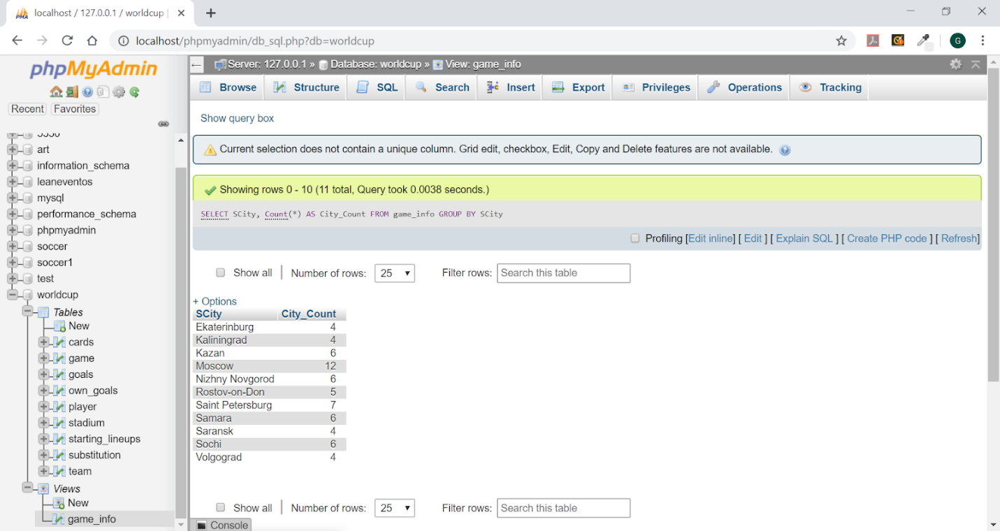 localhost / 127.0.0.1 / worldcup |
localhost/phpmyadmin/db_sql.php?db=worldcup
G
phpMyAdmin
Recent Favorites
art
information_schema
leaneventos
mysql
performance_schema
phpmyadmin
soccer
soccer1
test
worldcup
Tables
New
cards
game
goals
own_goals
player
stadium
starting_lineups
substitution
team
Views
New
game_info
Server: 127.0.0.1 » Database: worldcup » View: game_info
Browse Structure SQL Search Insert Export Privileges Operations Tracking
Show query box
Current selection does not contain a unique column. Grid edit, checkbox, Edit, Copy and Delete features are not available.
Showing rows 0 - 10 (11 total, Query took 0.0038 seconds.)
SELECT SCity, Count(*) AS City_Count FROM game_info GROUP BY SCity
Profiling [Edit inline] [ Edit ] [ Explain SQL ] [ Create PHP code ] [ Refresh]
Show all | Number of rows: 25 Filter rows: Search this table
+ Options
SCity City_Count
Ekaterinburg 4
Kaliningrad 4
Kazan 6
Moscow 12
Nizhny Novgorod 6
Rostov-on-Don 5
Saint Petersburg 7
Samara 6
Saransk 4
Sochi 6
Volgograd 4
Show all | Number of rows: 25 Filter rows: Search this table
Console